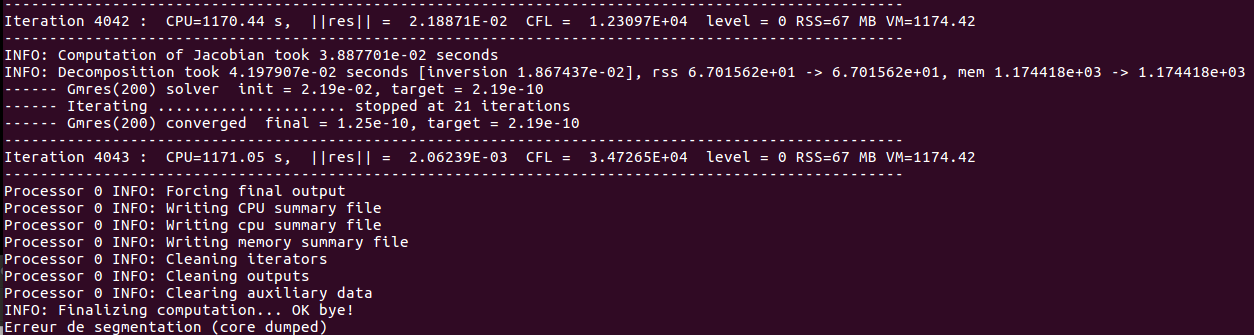 ----------------------------------------------------------------------------------------------------
Iteration 4042 :  CPU=1170.44 s,  ||res|| =  2.18871E-02  CFL =  1.23097E+04  level = 0 RSS=67 MB VM=1174.42
----------------------------------------------------------------------------------------------------
INFO: Computation of Jacobian took 3.887701e-02 seconds
INFO: Decomposition took 4.197907e-02 seconds [inversion 1.867437e-02], rss 6.701562e+01 -> 6.701562e+01, mem 1.174418e+03 -> 1.174418e+03
------ Gmres(200) solver  init = 2.19e-02, target = 2.19e-10
------ Iterating ..................... stopped at 21 iterations
------ Gmres(200) converged  final = 1.25e-10, target = 2.19e-10
----------------------------------------------------------------------------------------------------
Iteration 4043 :  CPU=1171.05 s,  ||res|| =  2.06239E-03  CFL =  3.47265E+04  level = 0 RSS=67 MB VM=1174.42
----------------------------------------------------------------------------------------------------
Processor 0 INFO: Forcing final output
Processor 0 INFO: Writing CPU summary file
Processor 0 INFO: Writing cpu summary file
Processor 0 INFO: Writing memory summary file
Processor 0 INFO: Cleaning iterators
Processor 0 INFO: Cleaning outputs
Processor 0 INFO: Clearing auxiliary data
INFO: Finalizing computation... OK bye!
Erreur de segmentation (core dumped)